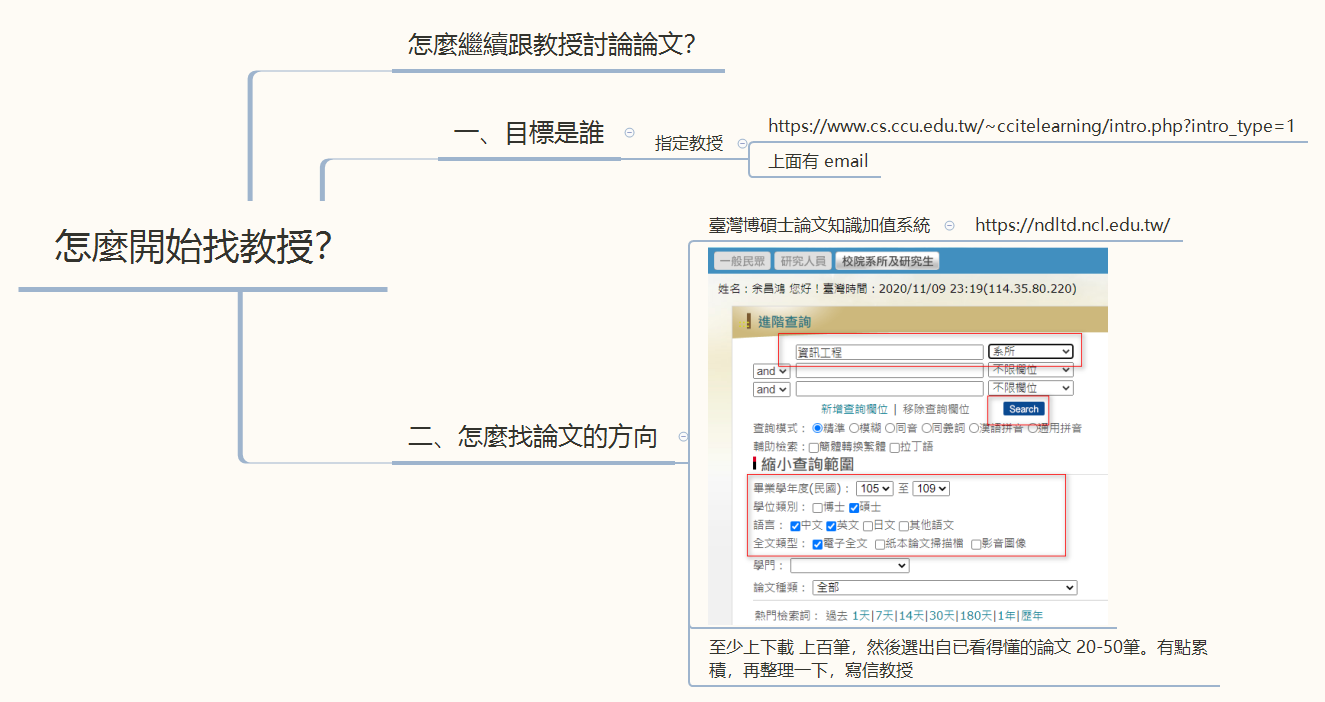 怎麼繼續跟教授討論論文?
一、目標是誰
指定教授
https://www.cs.ccu.edu.tw/~ccitelearning/intro.php?intro_type=1
上面有 email
怎麼開始找教授?
二、怎麼找論文的方向
臺灣博碩士論文知識加值系統
https://ndltd.ncl.edu.tw/
一般民眾 研究人員 校院系所及研究生
姓名:余昌鴻 您好!臺灣時間:2020/11/09 23:19(114.35.80.220)
進階查詢
資訊工程 系所
and 不限欄位
and 不限欄位
新增查詢欄位 | 移除查詢欄位 Search
查詢模式: 精準 模糊 同音 同義詞 漢語拼音 通用拼音
輔助檢索: 簡體轉換繁體 拉丁語
縮小查詢範圍
畢業學年度(民國): 105 至 109
學位類別: 博士 碩士
語言: 中文 英文 日文 其他語文
全文類型: 電子全文 紙本論文掃描檔 影音圖像
學門:
論文種類: 全部
熱門檢索詞: 過去 1天|7天|14天|30天|180天|1年|歷年
至少上下載 上百筆，然後選出自已看得懂的論文 20-50筆。有點累
積，再整理一下，寫信教授